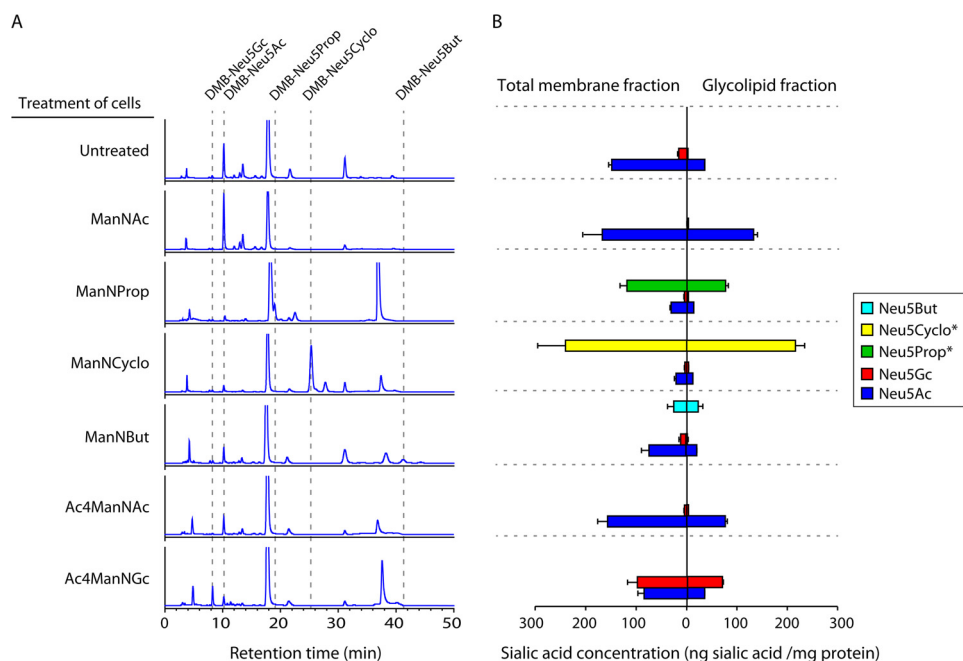 A
B
DMB-Neu5Gc
DMB-Neu5Ac
DMB-Neu5Prop
DMB-Neu5Cyclo
DMB-Neu5But
Treatment of cells
Total membrane fraction
Glycolipid fraction
Untreated
ManNAc
ManNProp
ManNCyclo
ManNBut
Ac4ManNAc
Ac4ManNGc
Neu5But
Neu5Cyclo*
Neu5Prop*
Neu5Gc
Neu5Ac
0 10 20 30 40 50
Retention time (min)
300 200 100 0 100 200 300
Sialic acid concentration (ng sialic acid /mg protein)